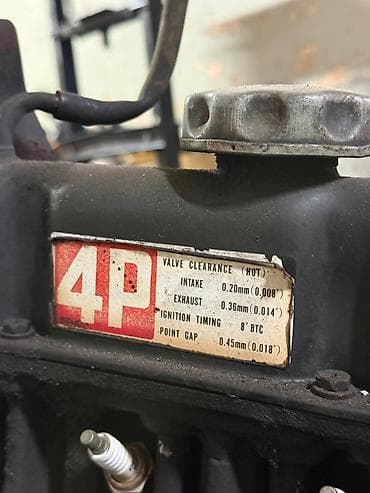 4P
VALVE CLEARANCE (HOT)
INTAKE 0.20mm(0.008")
EXHAUST 0.36mm(0.014")
IGNITION TIMING 8° BTC
POINT GAP 0.45mm(0.018")